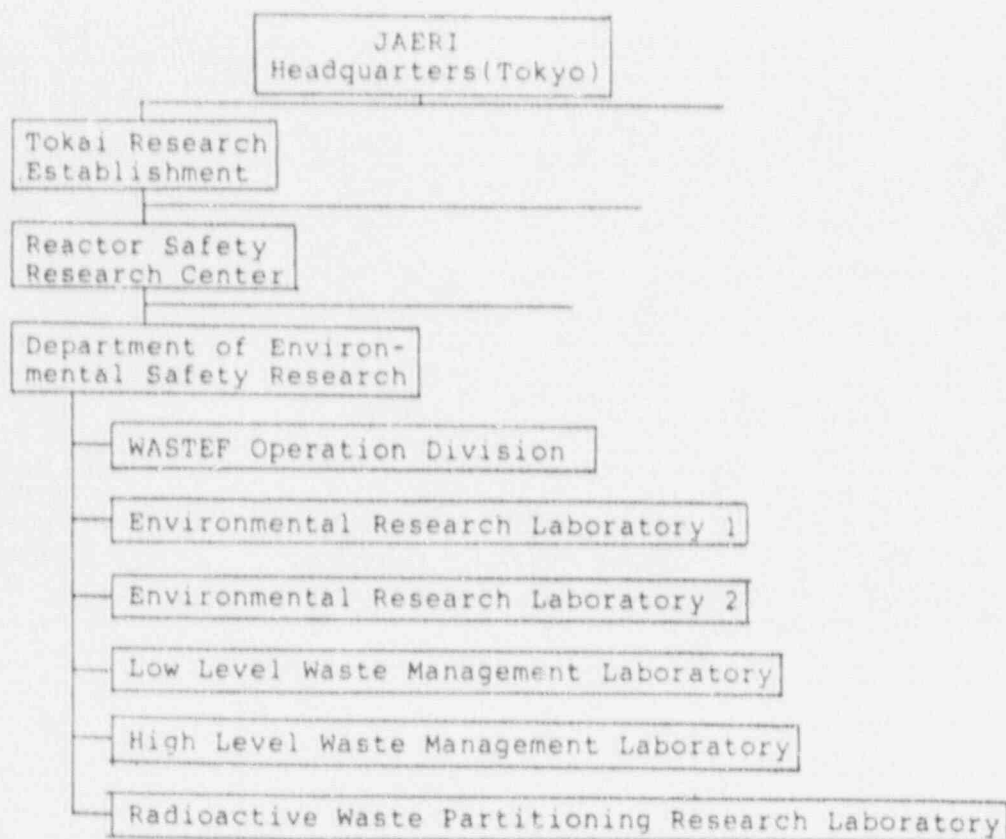 JAERI
Headquarters(Tokyo)
Tokai Research
Establishment
Reactor Safety
Research Center
Department of Environ-
mental Safety Research
WASTEF Operation Division
Environmental Research Laboratory 1
Environmental Research Laboratory 2
Low Level Waste Management Laboratory
High Level Waste Management Laboratory
Radioactive Waste Partitioning Research Laboratory